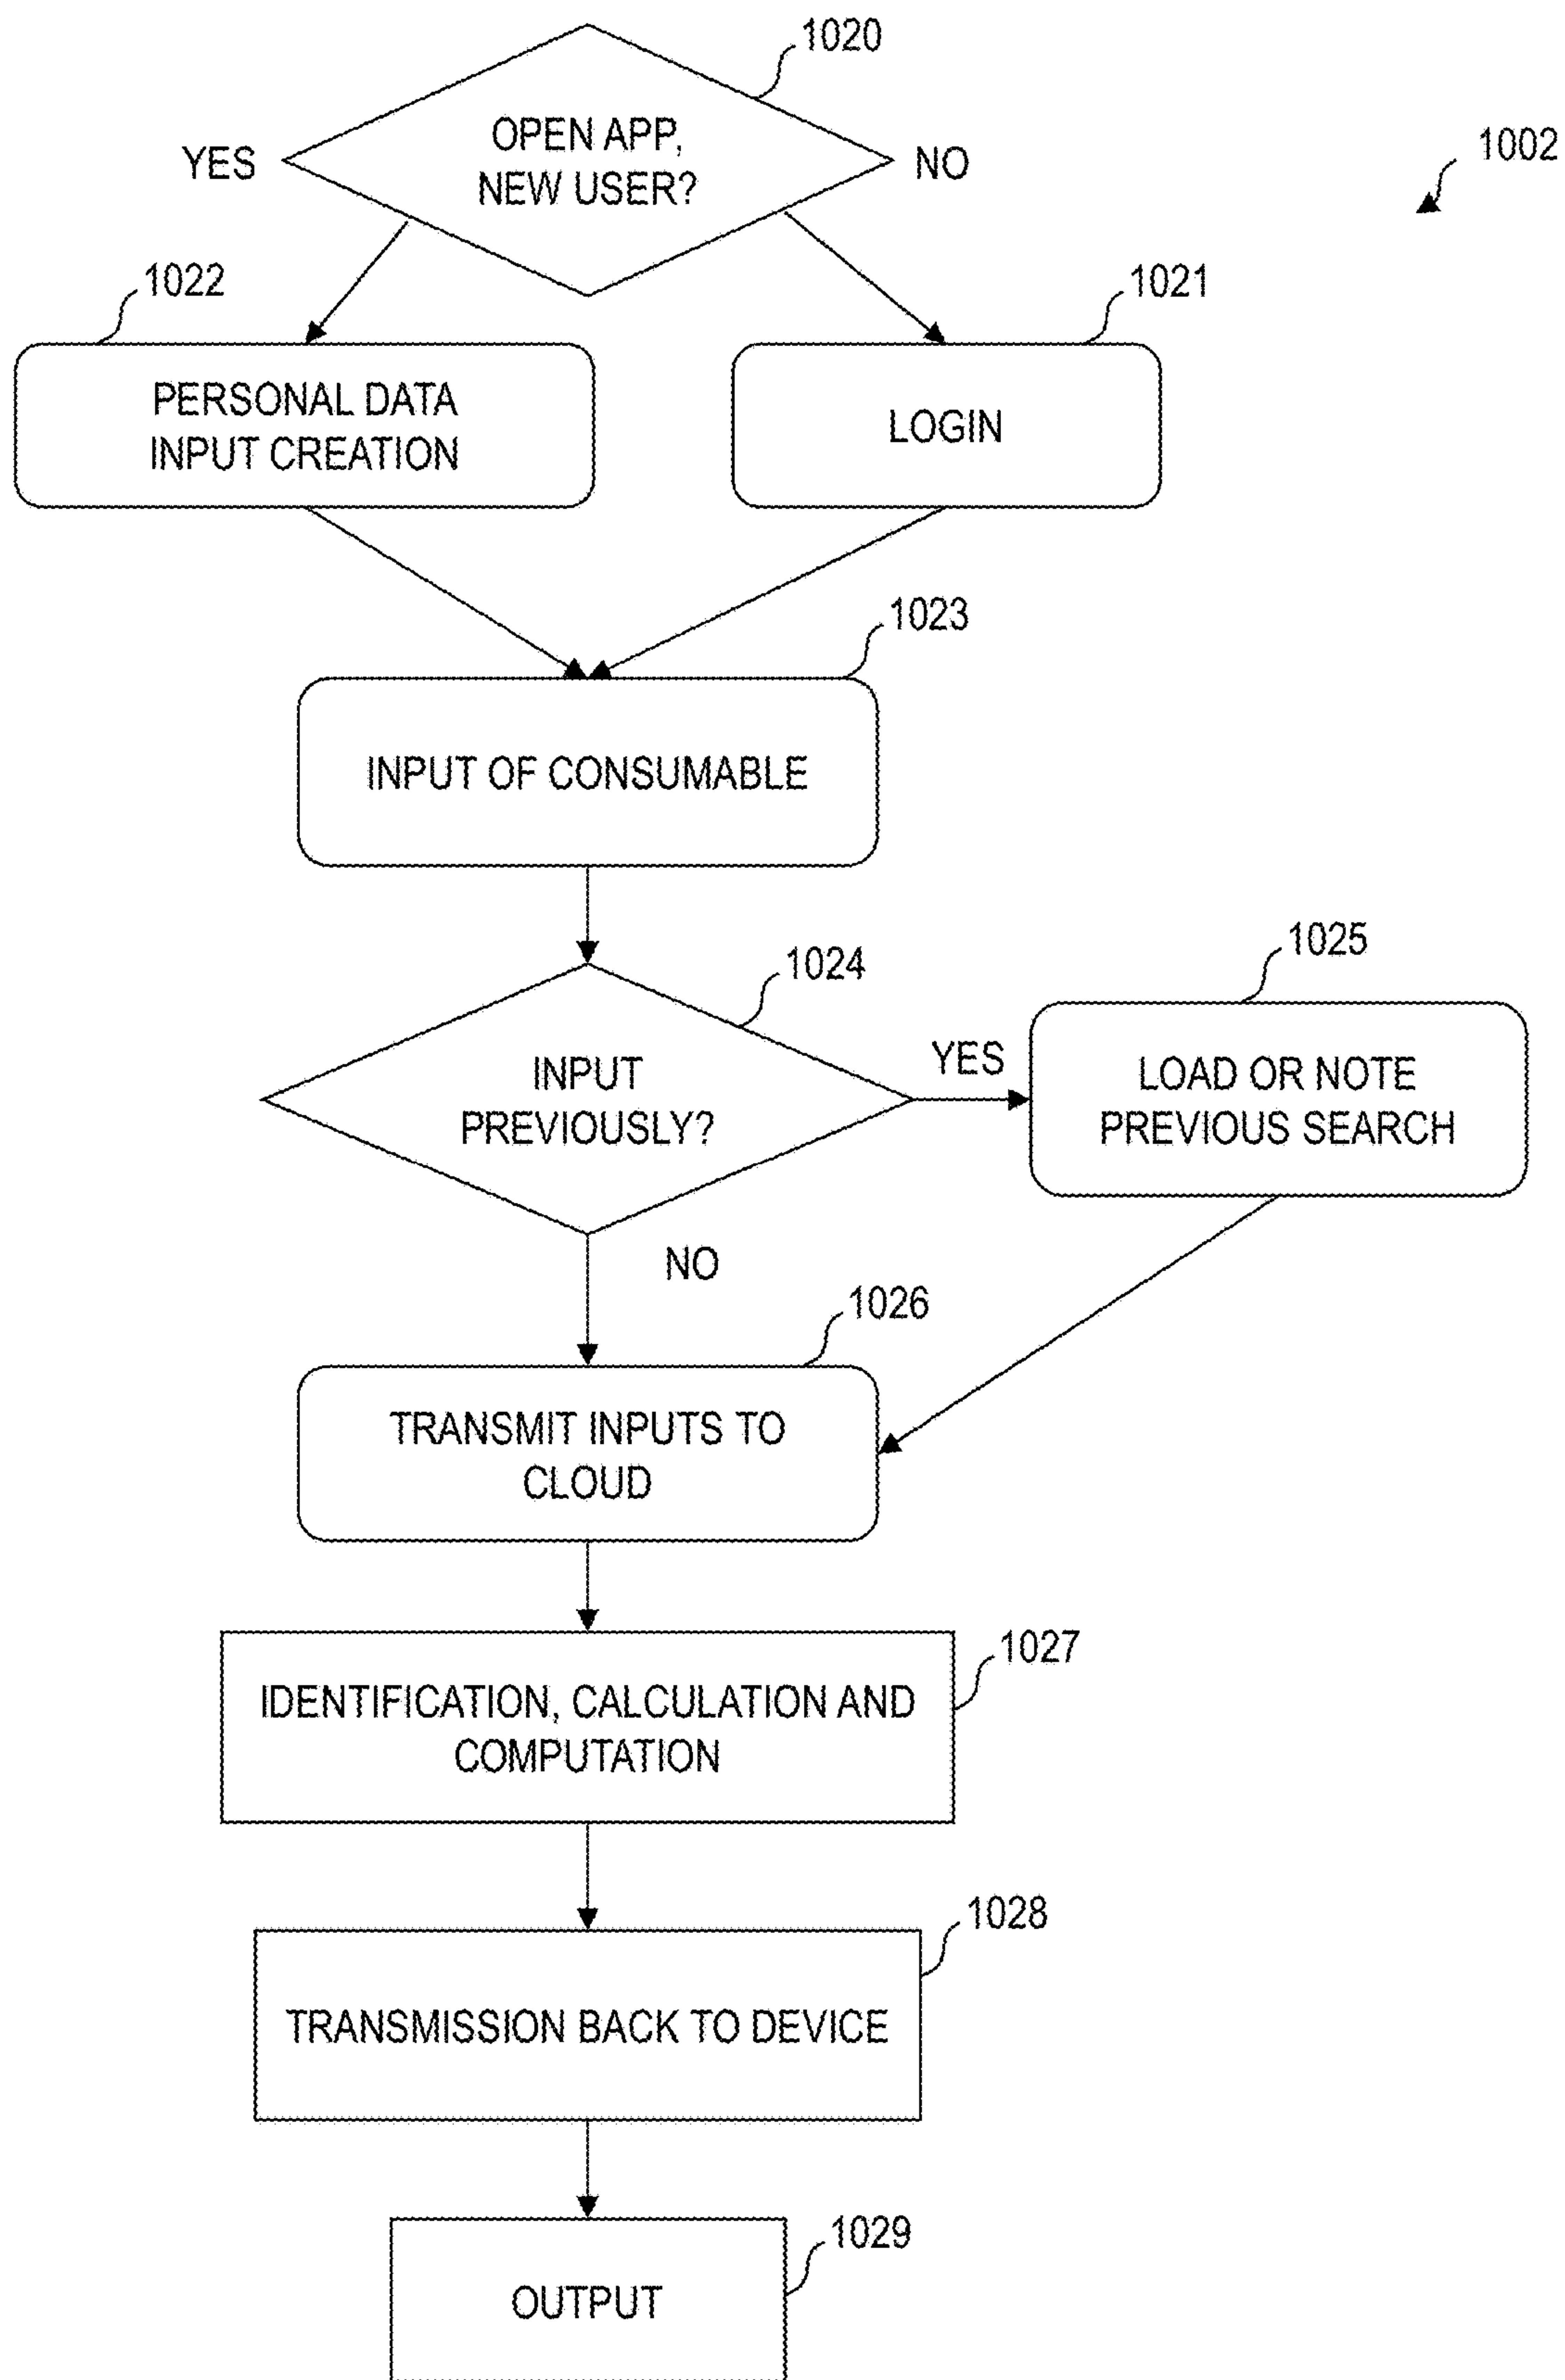 1020
OPEN APP,
NEW USER?
YES
NO
1002
1022
1021
PERSONAL DATA
INPUT CREATION
LOGIN
1023
INPUT OF CONSUMABLE
1024
1025
INPUT
PREVIOUSLY?
YES
LOAD OR NOTE
PREVIOUS SEARCH
NO
1026
TRANSMIT INPUTS TO
CLOUD
1027
IDENTIFICATION, CALCULATION AND
COMPUTATION
1028
TRANSMISSION BACK TO DEVICE
1029
OUTPUT